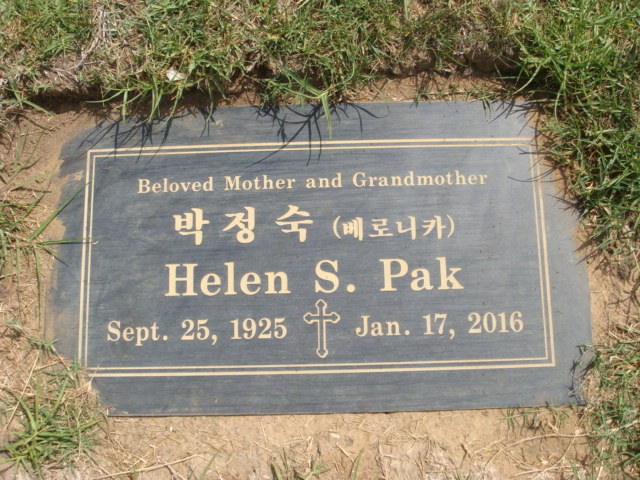 Beloved Mother and Grandmother
박정숙 (베로니카)
Helen S. Pak
Sept. 25, 1925 Jan. 17, 2016